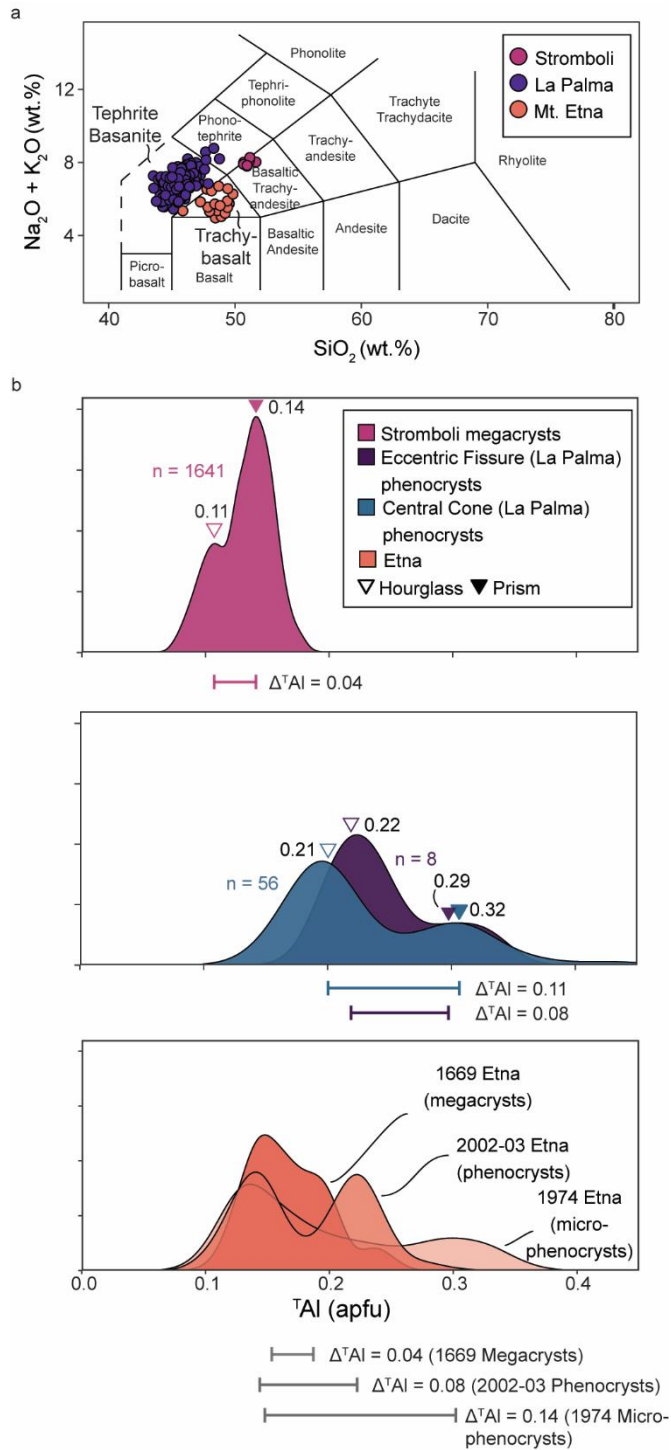 a
Na₂O + K₂O (wt.%)
12
8
4
40
50
60
70
80
SiO₂ (wt.%)
Phonolite
Tephri-
phonolite
Tephrite
Basanite
Phono-
tephrite
Trachyte
Trachydacite
Trachy-
andesite
Basaltic
Trachy-
andesite
Rhyolite
Trachy-
basalt
Picro-
basalt
Basalt
Basaltic
Andesite
Andesite
Dacite
Stromboli
La Palma
Mt. Etna
b
0.14
n = 1641
0.11
Stromboli megacrysts
Eccentric Fissure (La Palma)
phenocrysts
Central Cone (La Palma)
phenocrysts
Etna
Hourglass
Prism
ΔᵀAl = 0.04
0.22
0.21
n = 56
n = 8
0.29
0.32
ΔᵀAl = 0.11
ΔᵀAl = 0.08
1669 Etna
(megacrysts)
2002-03 Etna
(phenocrysts)
1974 Etna
(micro-
phenocrysts)
0.0
0.1
0.2
0.3
0.4
ᵀAl (apfu)
ΔᵀAl = 0.04 (1669 Megacrysts)
ΔᵀAl = 0.08 (2002-03 Phenocrysts)
ΔᵀAl = 0.14 (1974 Micro-
phenocrysts)